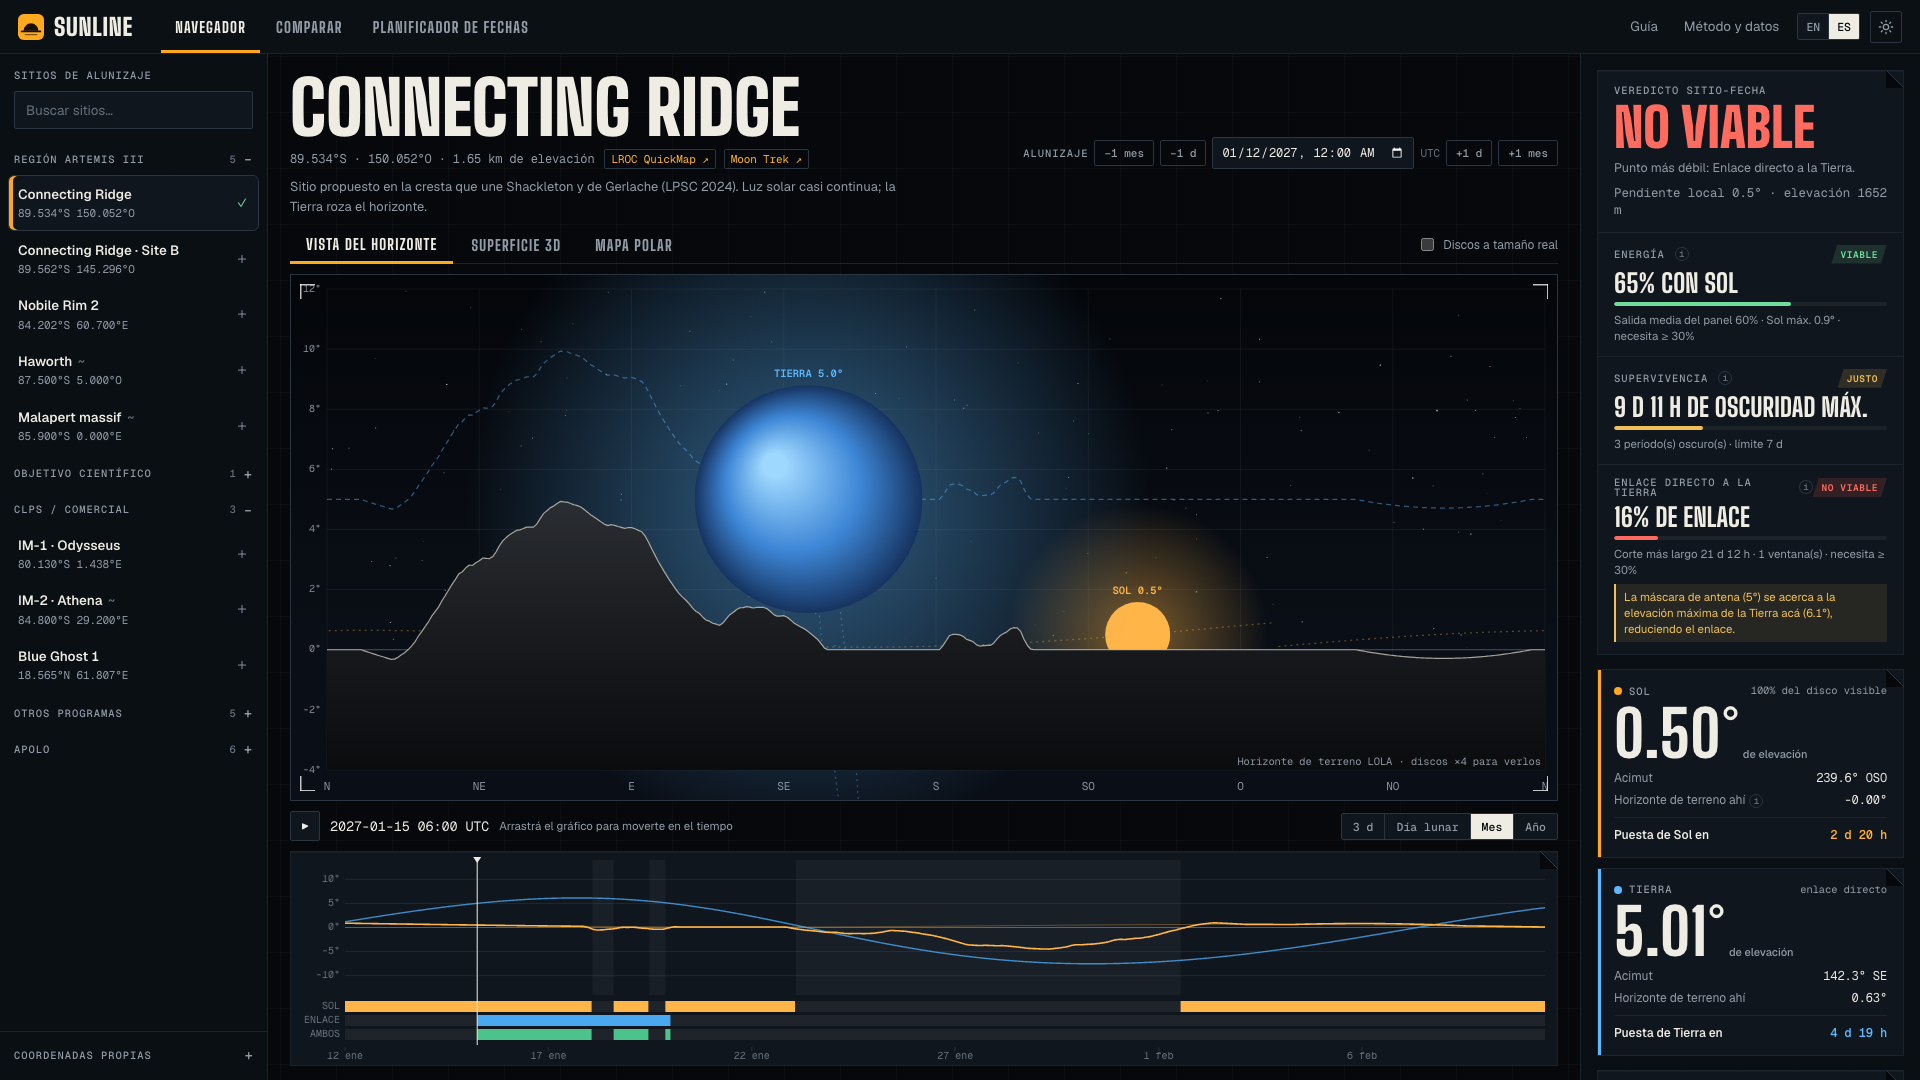 SUNLINE
NAVEGADOR
COMPARAR
PLANIFICADOR DE FECHAS
Guía
Método y datos
EN
ES
SITIOS DE ALUNIZAJE
Buscar sitios…
REGIÓN ARTEMIS III 5 −
Connecting Ridge
89.534°S 150.052°O ✓
Connecting Ridge · Site B
89.562°S 145.296°O +
Nobile Rim 2
84.202°S 60.700°E +
Haworth ~
87.500°S 5.000°O +
Malapert massif ~
85.900°S 0.000°E +
OBJETIVO CIENTÍFICO 1 +
CLPS / COMERCIAL 3 −
IM-1 · Odysseus
80.130°S 1.438°E +
IM-2 · Athena ~
84.800°S 29.200°E +
Blue Ghost 1
18.565°N 61.807°E +
OTROS PROGRAMAS 5 +
APOLO 6 +
COORDENADAS PROPIAS +
CONNECTING RIDGE
89.534°S · 150.052°O · 1.65 km de elevación LROC QuickMap ↗ Moon Trek ↗
Sitio propuesto en la cresta que une Shackleton y de Gerlache (LPSC 2024). Luz solar casi continua; la
Tierra roza el horizonte.
ALUNIZAJE −1 mes −1 d 01/12/2027, 12:00 AM UTC +1 d +1 mes
VISTA DEL HORIZONTE
SUPERFICIE 3D
MAPA POLAR
Discos a tamaño real
12°
10°
8°
6°
4°
2°
0°
-2°
-4°
TIERRA 5.0°
SOL 0.5°
Horizonte de terreno LOLA · discos ×4 para verlos
N NE E SE S SO O NO N
▶ 2027-01-15 06:00 UTC Arrastrá el gráfico para moverte en el tiempo
3 d Día lunar Mes Año
10°
5°
0°
-5°
-10°
SOL
ENLACE
AMBOS
12 ene 17 ene 22 ene 27 ene 1 feb 6 feb
VEREDICTO SITIO-FECHA
NO VIABLE
Punto más débil: Enlace directo a la Tierra.
Pendiente local 0.5° · elevación 1652
m
ENERGÍA i VIABLE
65% CON SOL
Salida media del panel 60% · Sol máx. 0.9° ·
necesita ≥ 30%
SUPERVIVENCIA i JUSTO
9 D 11 H DE OSCURIDAD MÁX.
3 período(s) oscuro(s) · límite 7 d
ENLACE DIRECTO A LA
TIERRA i NO VIABLE
16% DE ENLACE
Corte más largo 21 d 12 h · 1 ventana(s) · necesita ≥
30%
La máscara de antena (5°) se acerca a la
elevación máxima de la Tierra acá (6.1°),
reduciendo el enlace.
SOL 100% del disco visible
0.50° de elevación
Acimut 239.6° OSO
Horizonte de terreno ahí i -0.00°
Puesta de Sol en 2 d 20 h
TIERRA enlace directo
5.01° de elevación
Acimut 142.3° SE
Horizonte de terreno ahí 0.63°
Puesta de Tierra en 4 d 19 h